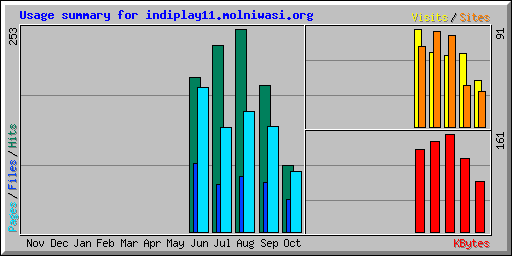 Usage summary for indiplay11.molniwasi.org
Visits/Sites
253
91
Pages/Files/Hits
161
Nov Dec Jan Feb Mar Apr May Jun Jul Aug Sep Oct
KBytes